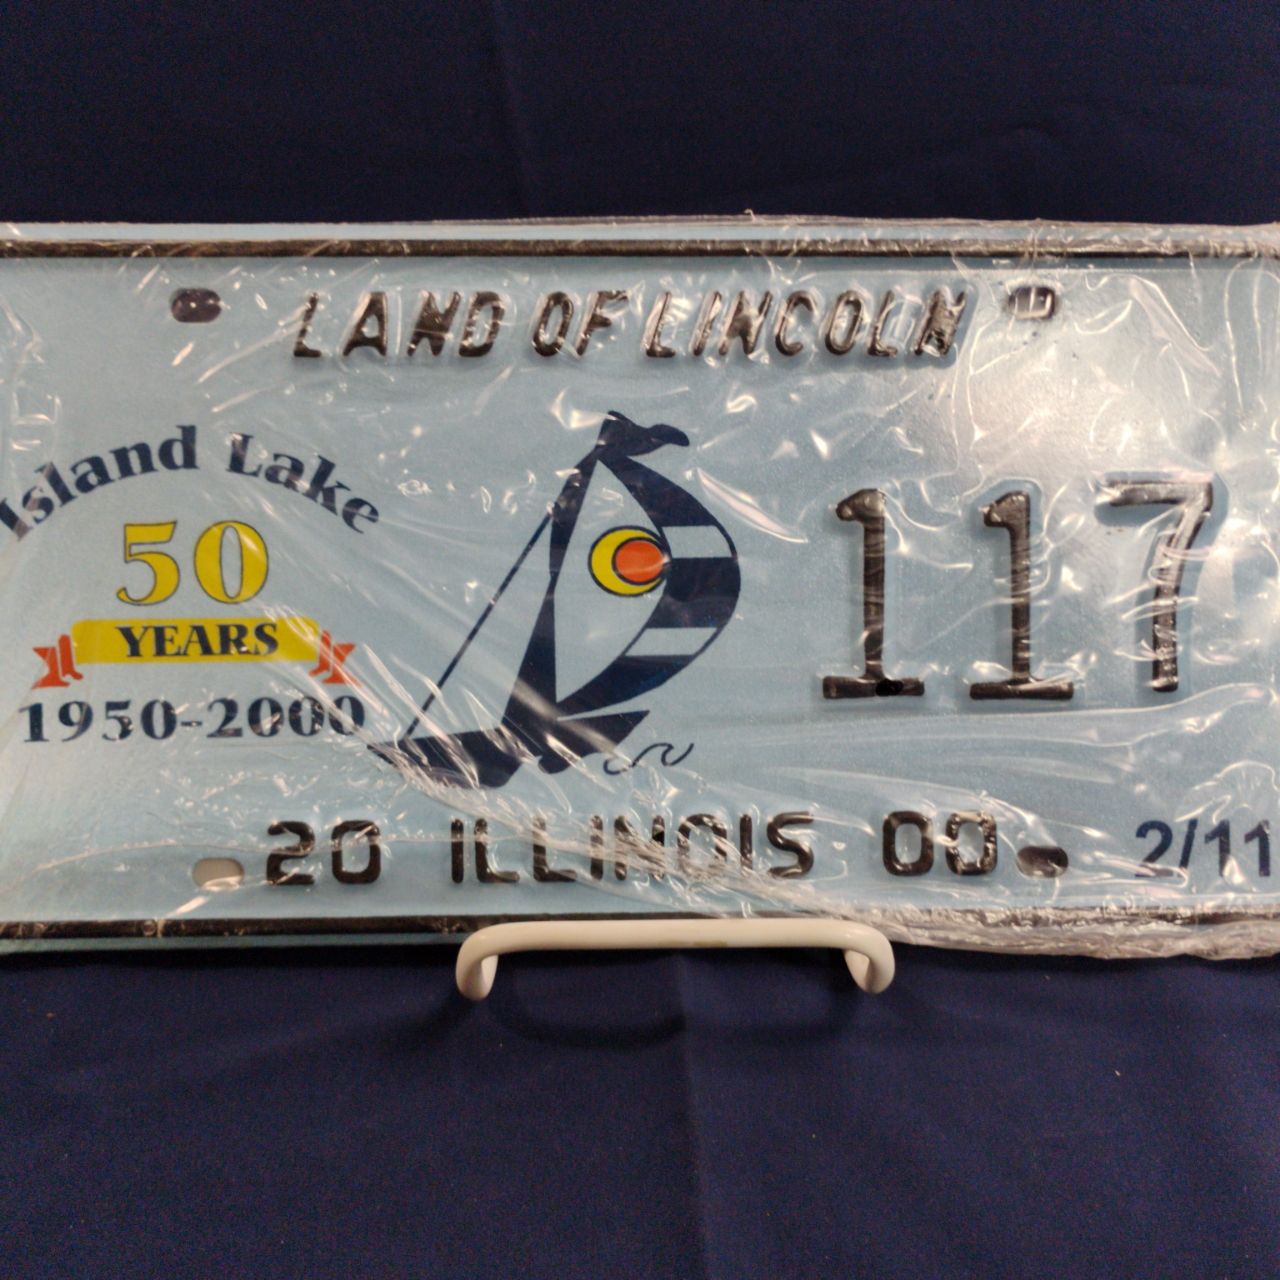 LAND OF LINCOLN
Island Lake
50
YEARS
1950-2000
117
20 ILLINOIS 00
2/11